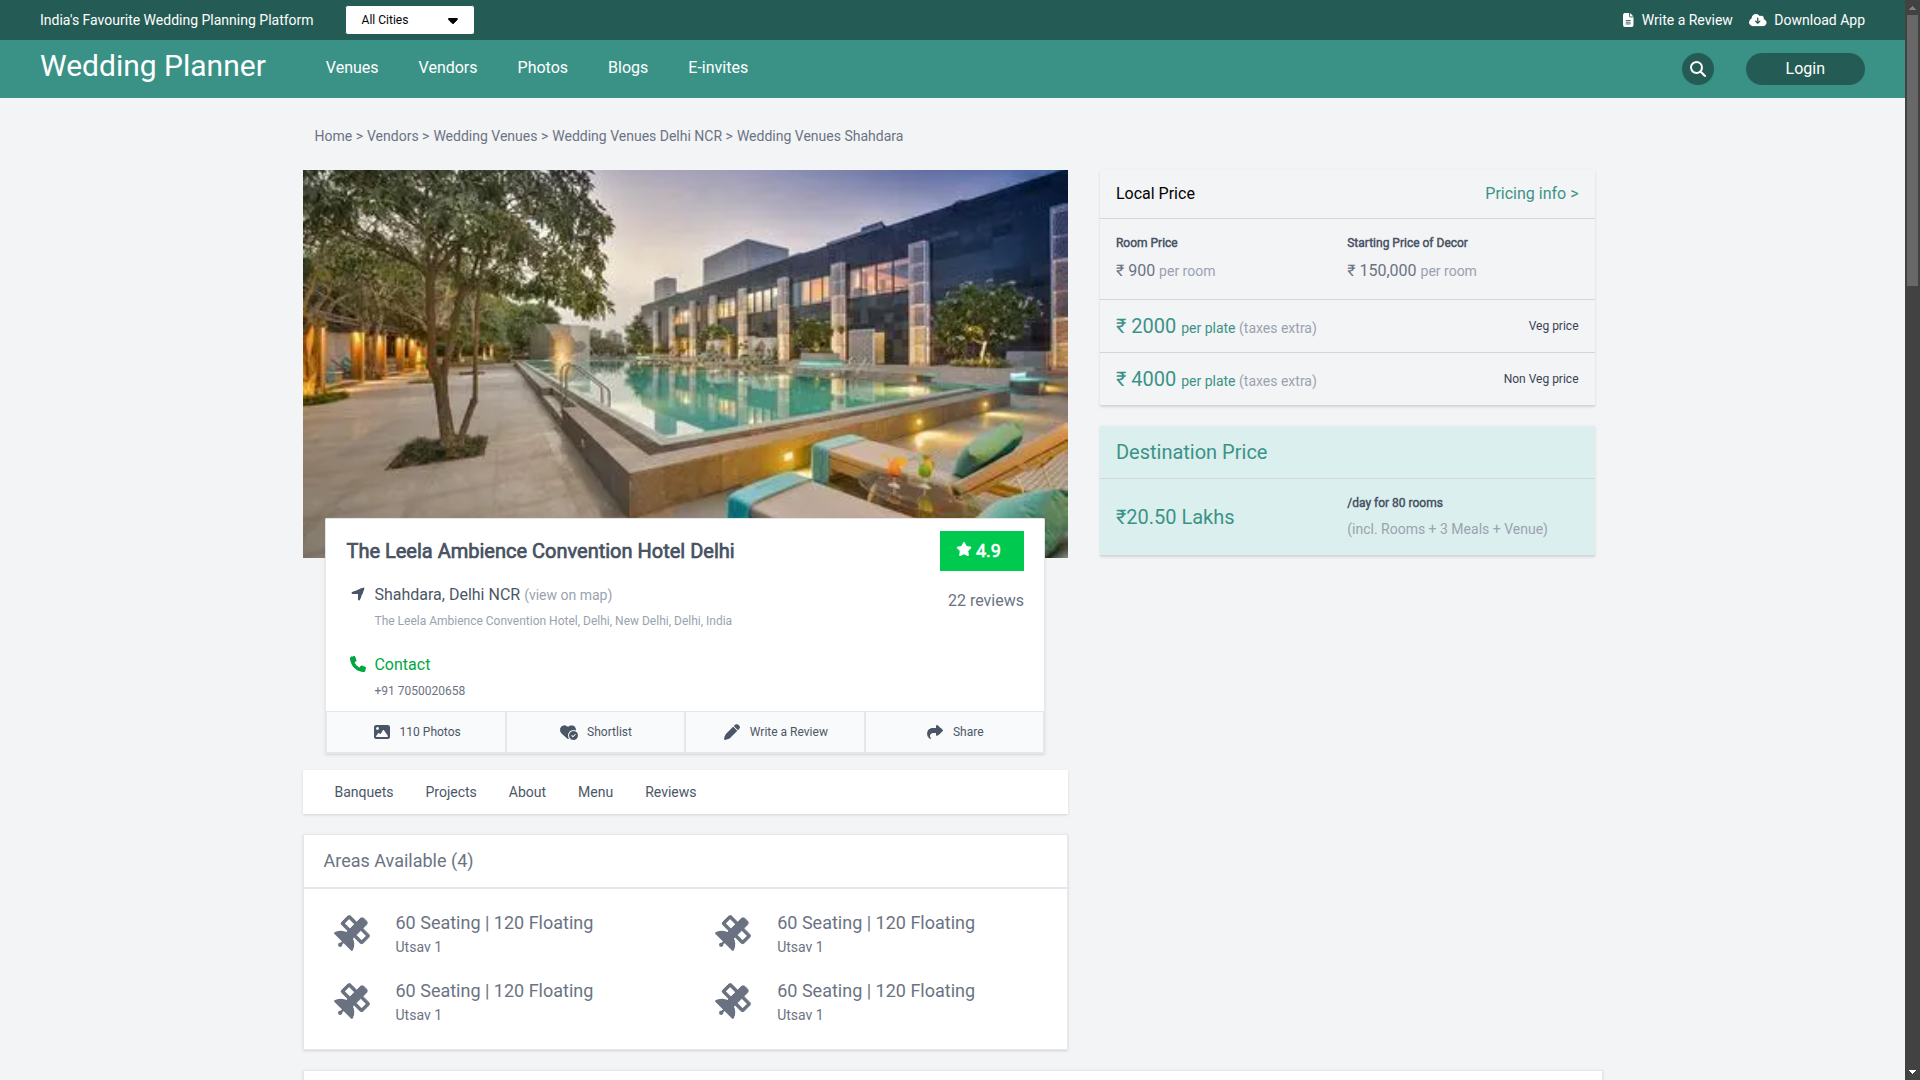 India's Favourite Wedding Planning Platform
All Cities
Write a Review
Download App
Wedding Planner
Venues
Vendors
Photos
Blogs
E-invites
Login
Home > Vendors > Wedding Venues > Wedding Venues Delhi NCR > Wedding Venues Shahdara
Local Price
Pricing info >
Room Price
₹ 900 per room
Starting Price of Decor
₹ 150,000 per room
₹ 2000 per plate (taxes extra)
Veg price
₹ 4000 per plate (taxes extra)
Non Veg price
Destination Price
₹20.50 Lakhs
/day for 80 rooms
(incl. Rooms + 3 Meals + Venue)
The Leela Ambience Convention Hotel Delhi
4.9
Shahdara, Delhi NCR (view on map)
22 reviews
The Leela Ambience Convention Hotel, Delhi, New Delhi, Delhi, India
Contact
+91 7050020658
110 Photos
Shortlist
Write a Review
Share
Banquets
Projects
About
Menu
Reviews
Areas Available (4)
60 Seating | 120 Floating
Utsav 1
60 Seating | 120 Floating
Utsav 1
60 Seating | 120 Floating
Utsav 1
60 Seating | 120 Floating
Utsav 1